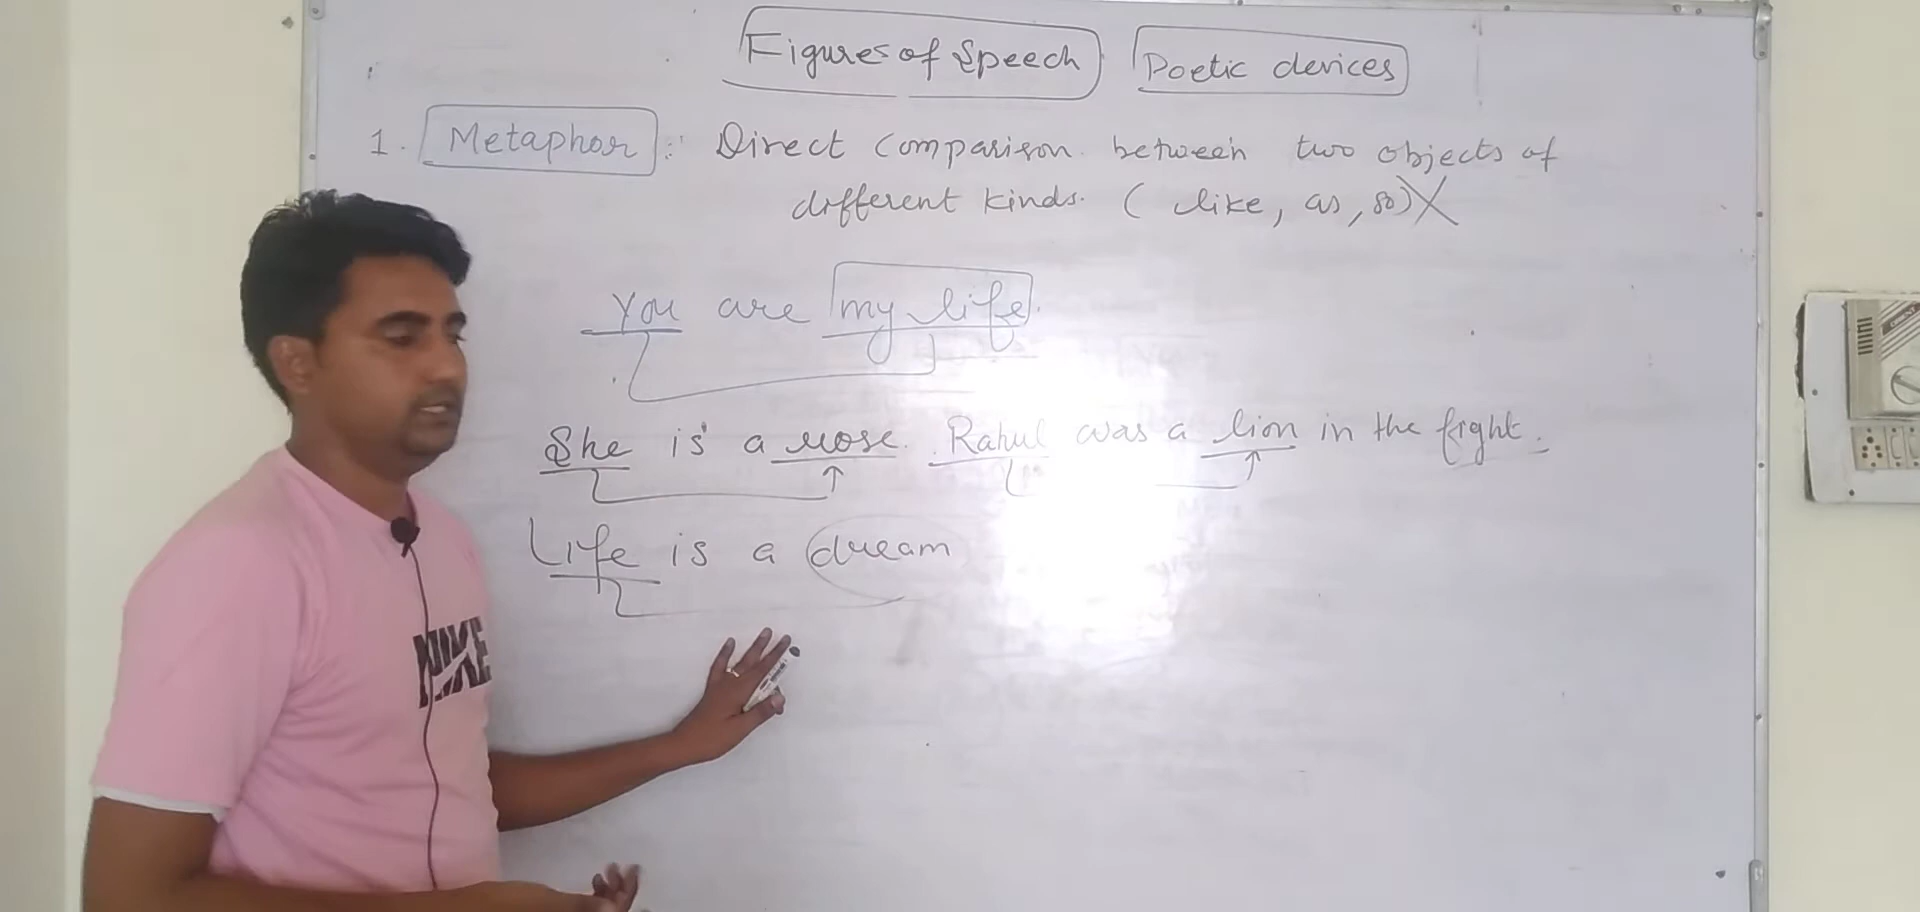 Figures of Speech Poetic devices
1. Metaphor : Direct comparison between two objects of
different kinds. ( like, as, so) X
You are my life.
She is a rose. Rahul was a lion in the fight.
Life is a dream
NIKE